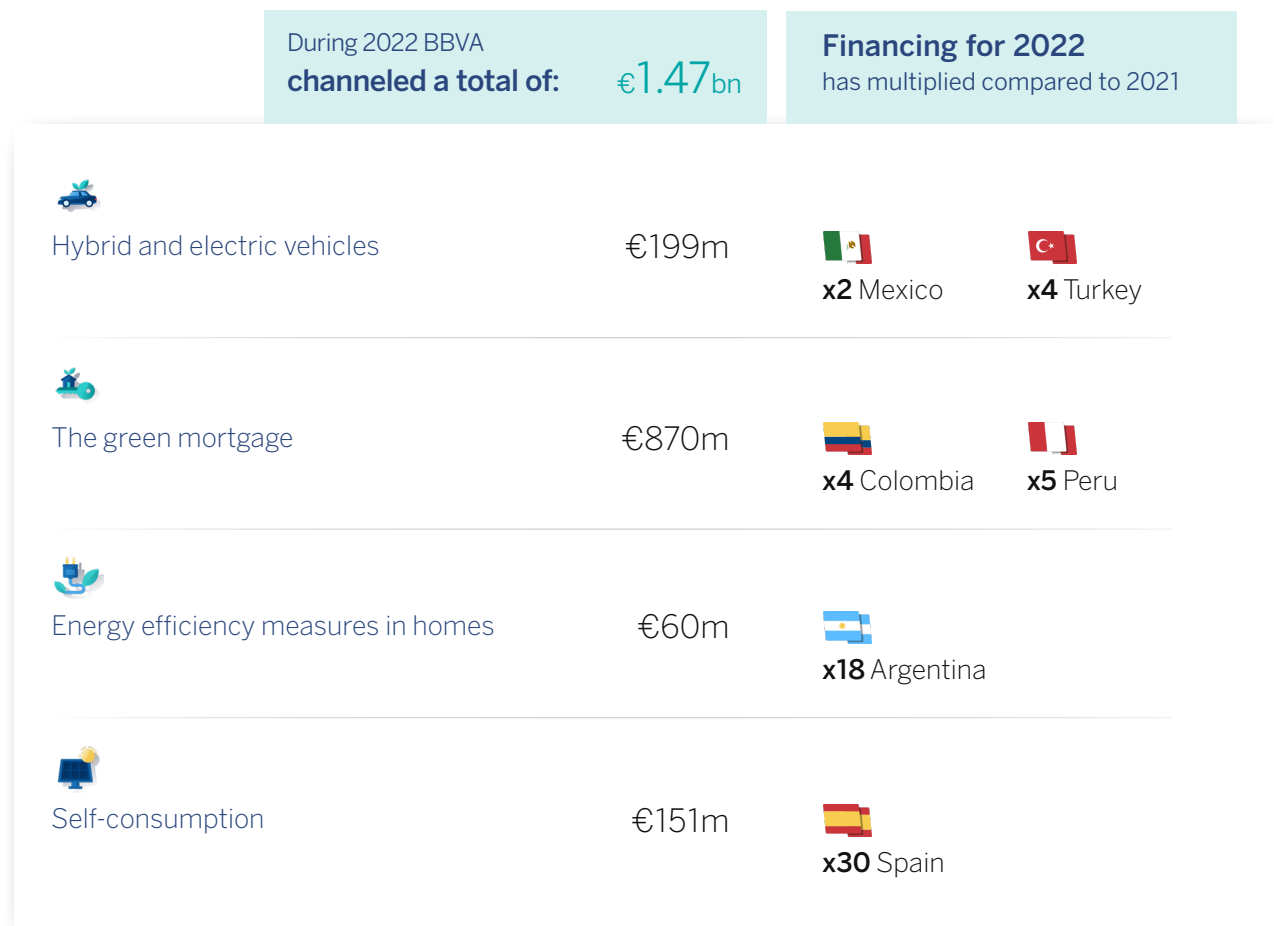 During 2022 BBVA
channeled a total of: €1.47bn
Financing for 2022
has multiplied compared to 2021
Hybrid and electric vehicles €199m
x2 Mexico x4 Turkey
The green mortgage €870m
x4 Colombia x5 Peru
Energy efficiency measures in homes €60m
x18 Argentina
Self-consumption €151m
x30 Spain